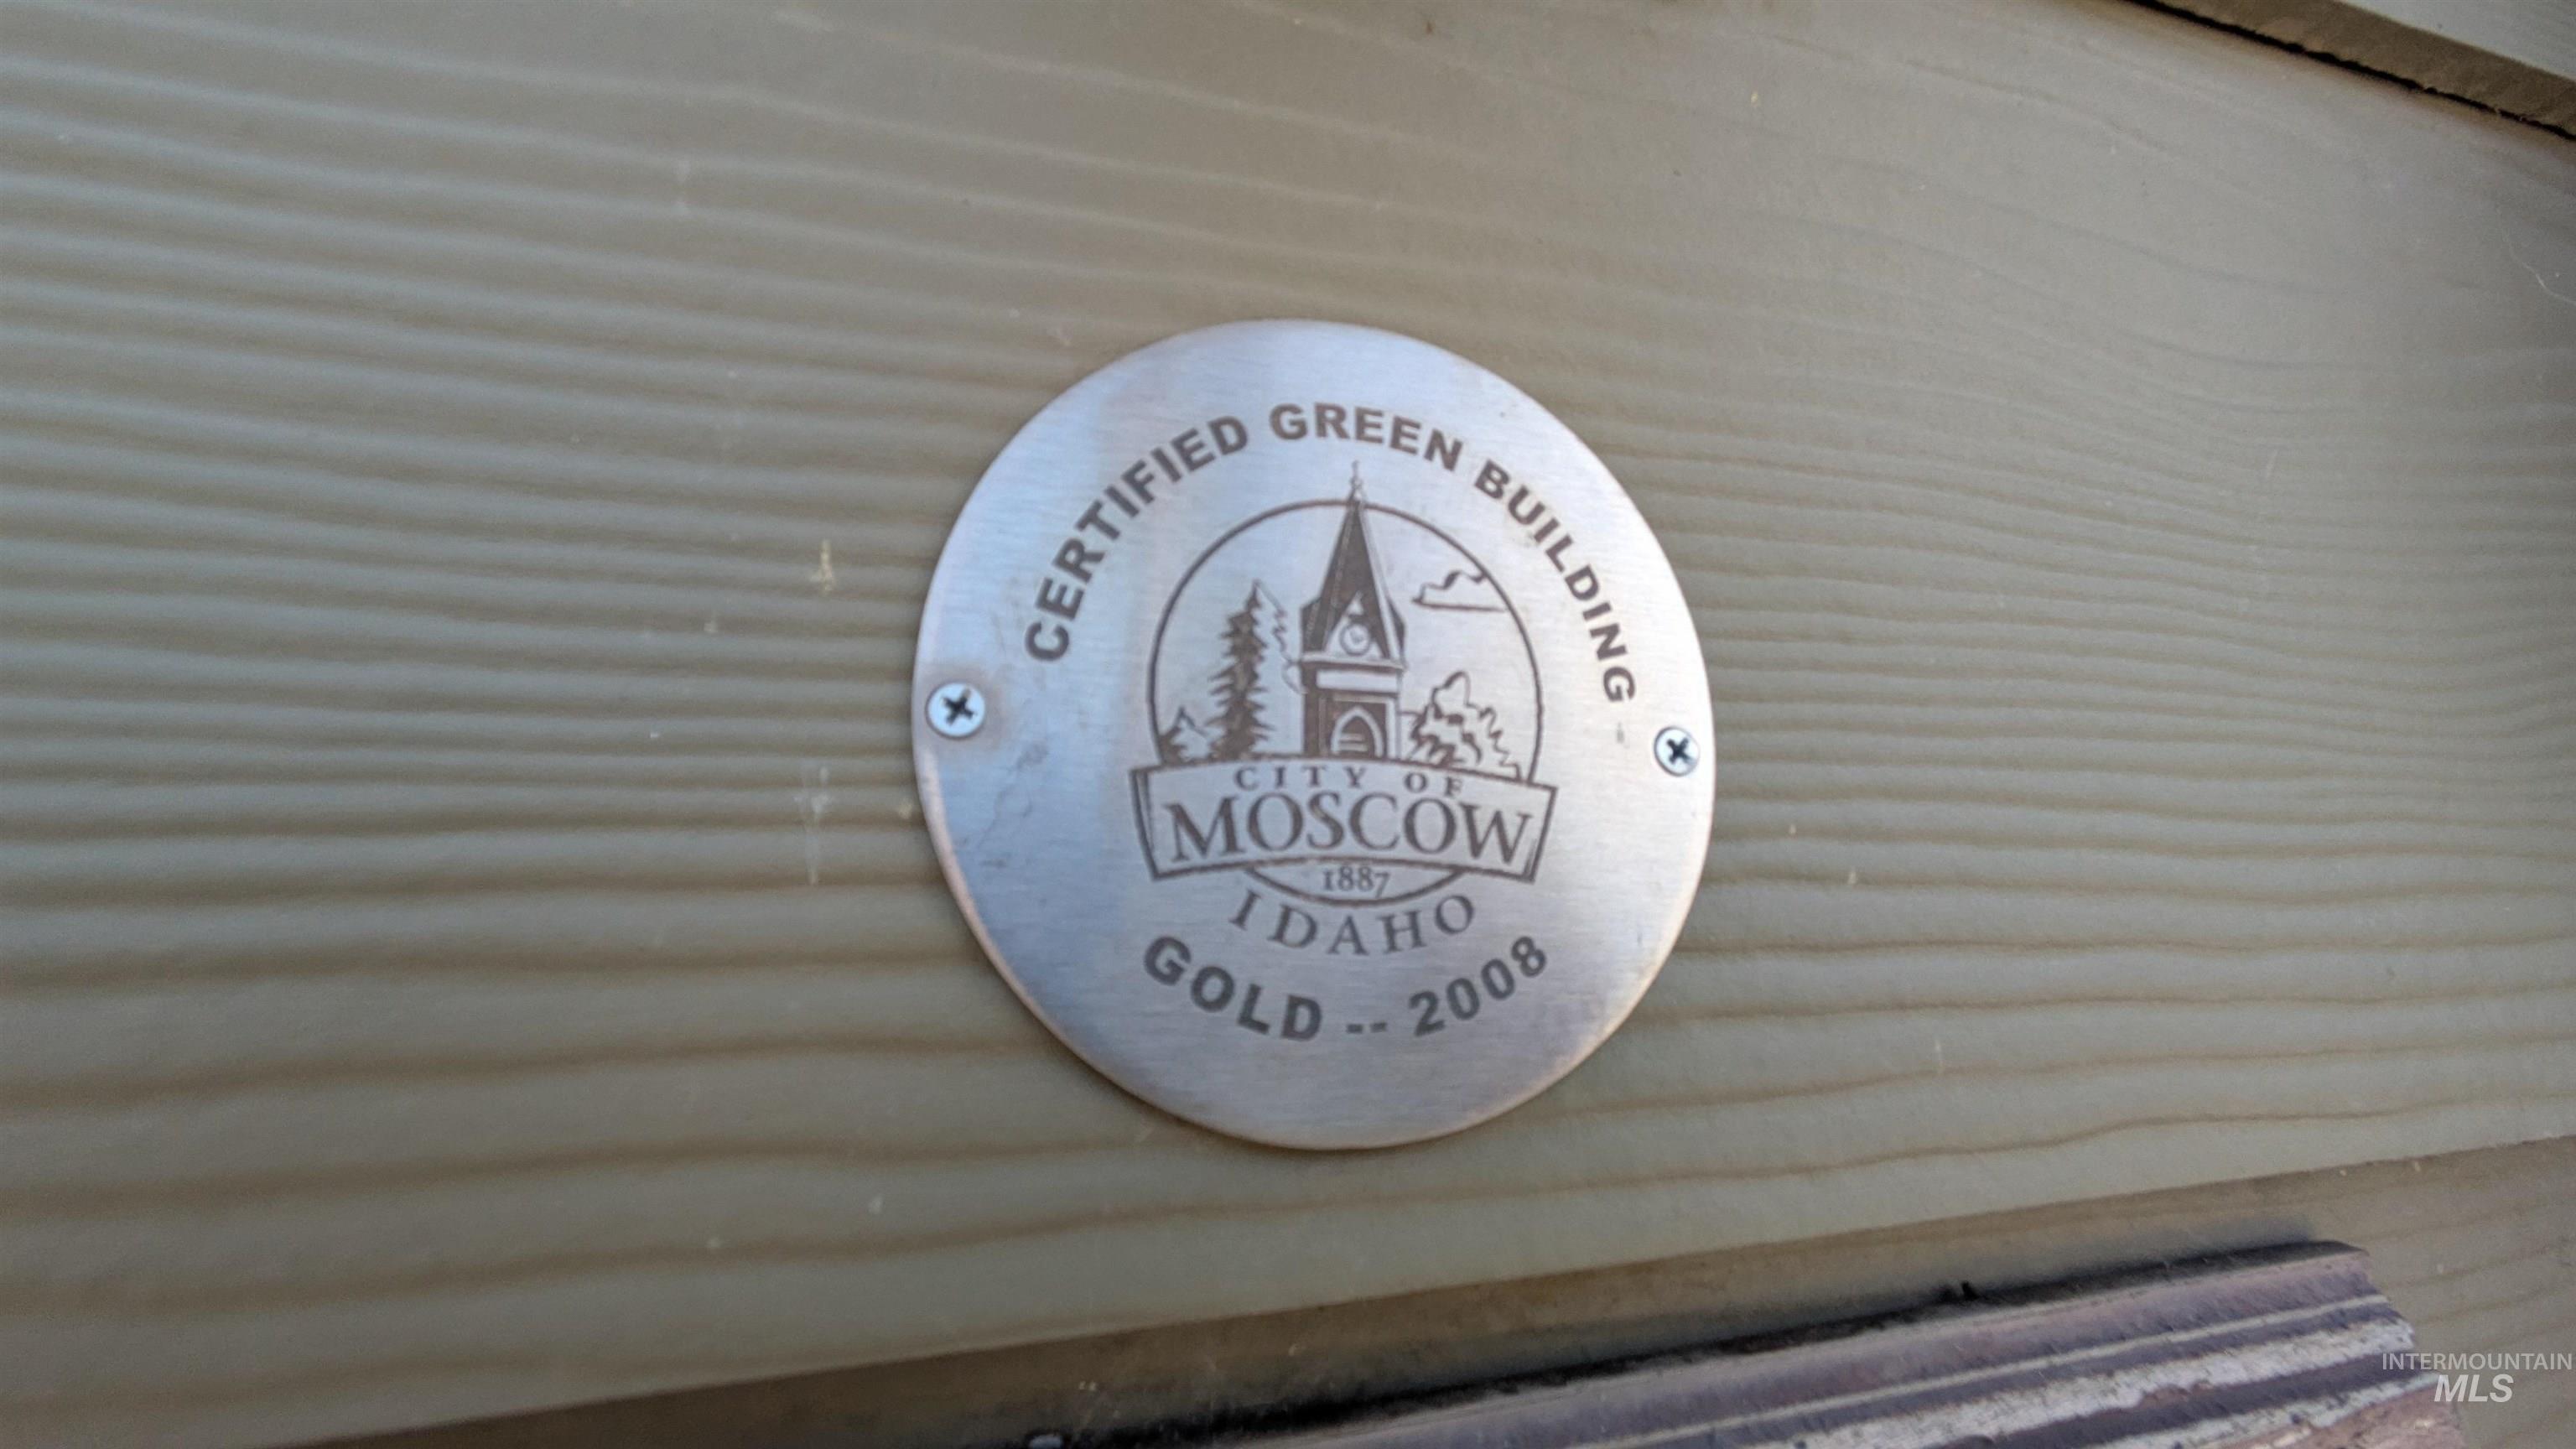 CERTIFIED GREEN BUILDING
CITY OF
MOSCOW
1887
IDAHO
GOLD -- 2008
INTERMOUNTAIN
MLS